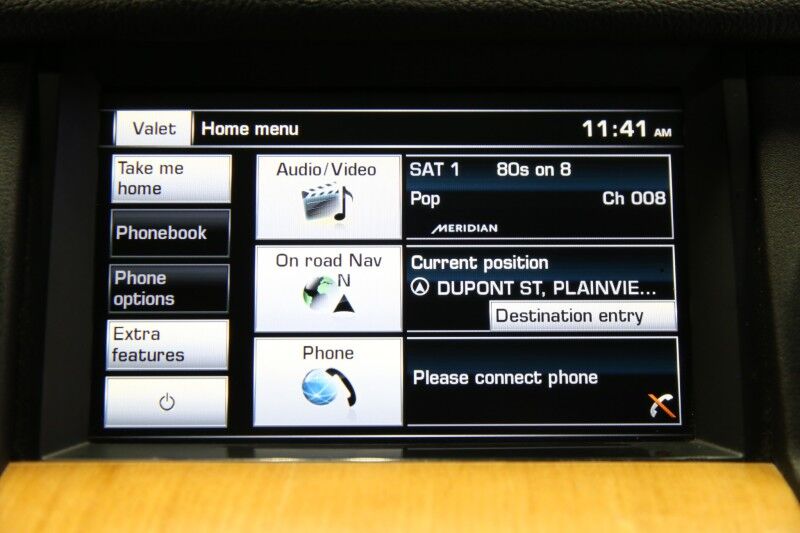 Valet
Home menu
11:41 AM
Take me
home
Phonebook
Phone
options
Extra
features
Audio/Video
SAT 1 80s on 8
Pop Ch 008
MERIDIAN
On road Nav
N
Current position
DUPONT ST, PLAINVIE...
Destination entry
Phone
Please connect phone